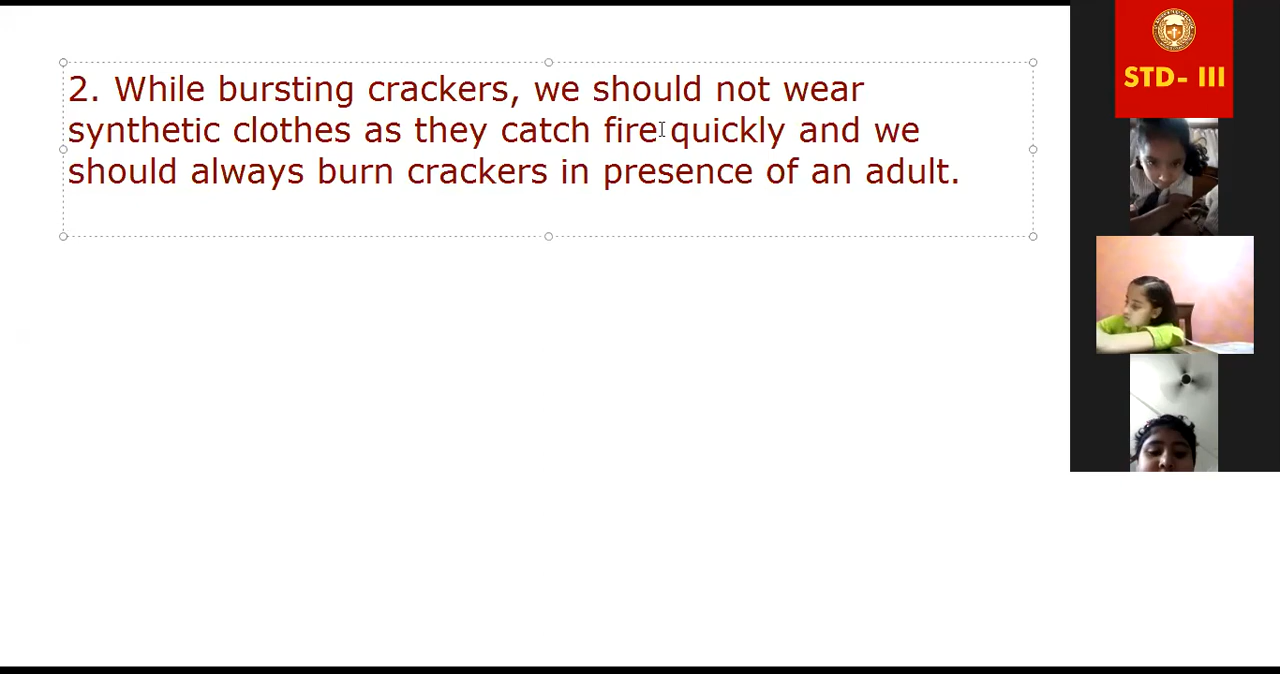 2. While bursting crackers, we should not wear
synthetic clothes as they catch fire quickly and we
should always burn crackers in presence of an adult.
STD- III